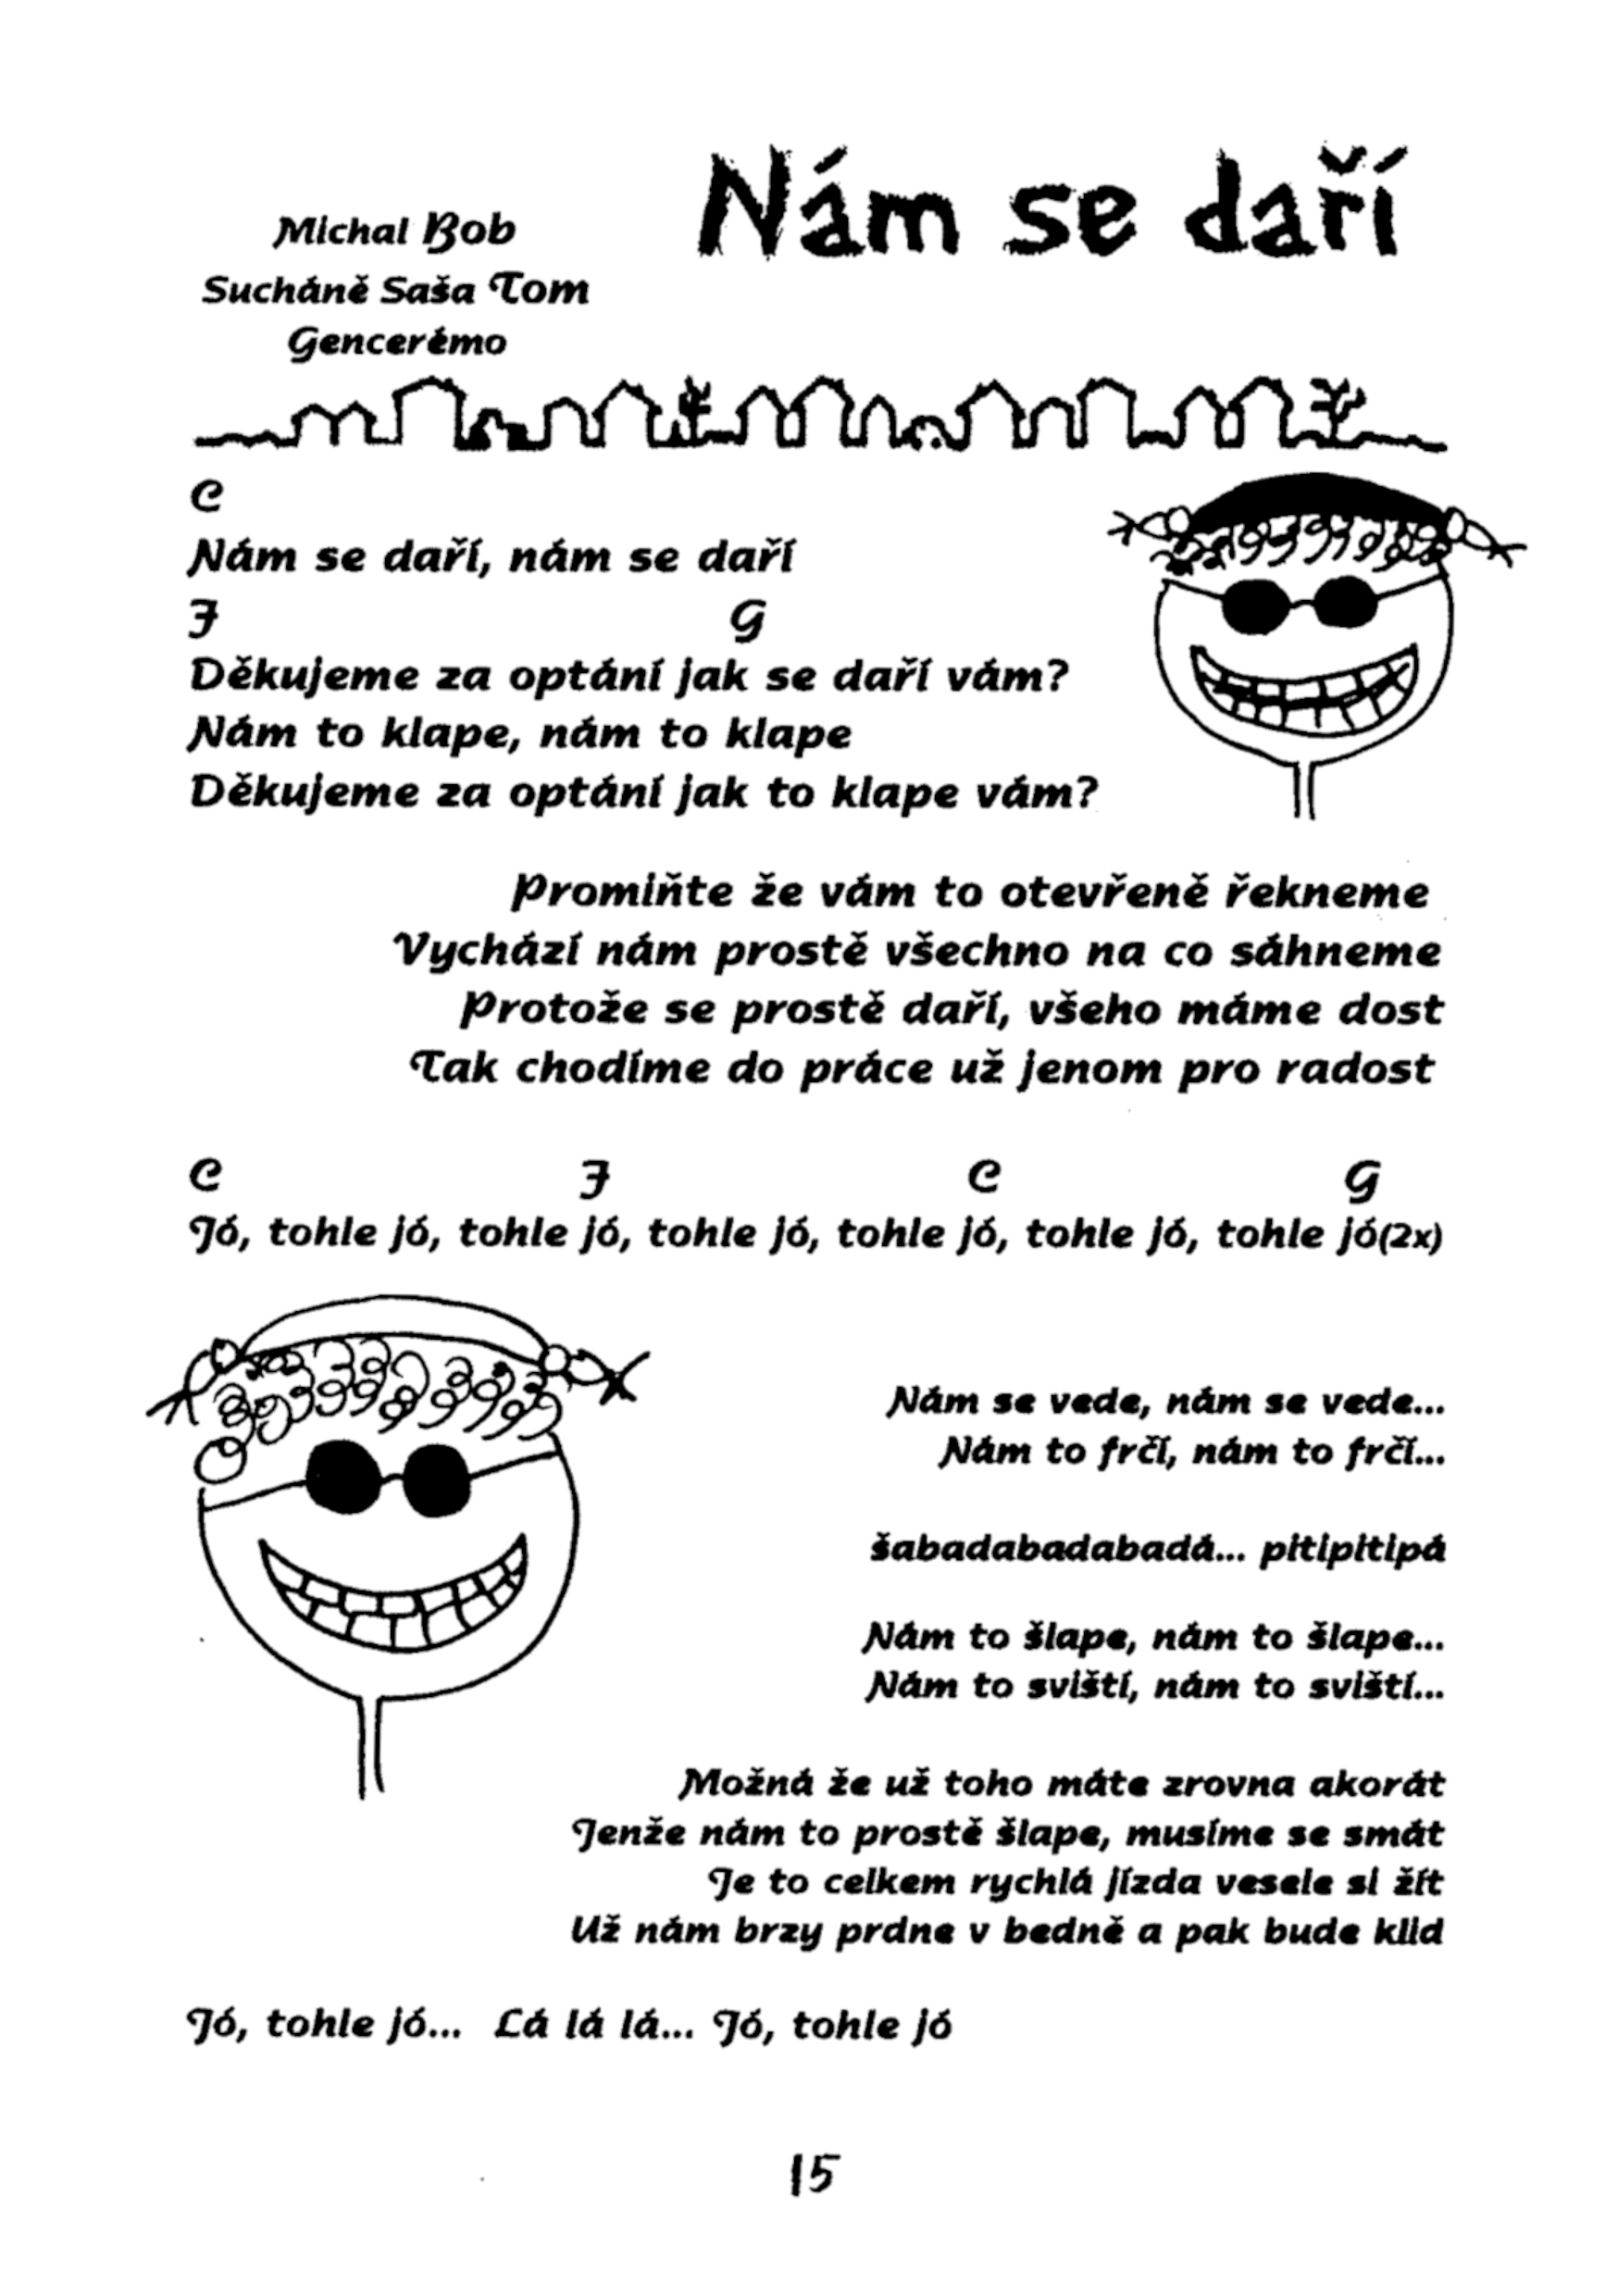 Nám se daří
Michal Bob
Sucháně Saša Tom
Gencerémo
C
Nám se daří, nám se daří
F G
Děkujeme za optání jak se daří vám?
Nám to klape, nám to klape
Děkujeme za optání jak to klape vám?
Promiňte že vám to otevřeně řekneme
Vychází nám prostě všechno na co sáhneme
Protože se prostě daří, všeho máme dost
Tak chodíme do práce už jenom pro radost
C F C G
Jó, tohle jó, tohle jó, tohle jó, tohle jó, tohle jó, tohle jó(2x)
Nám se vede, nám se vede...
Nám to frčí, nám to frčí...
šabadabadabadá... pitipitipá
Nám to šlape, nám to šlape...
Nám to sviští, nám to sviští...
Možná že už toho máte zrovna akorát
Jenže nám to prostě šlape, musíme se smát
Je to celkem rychlá jízda vesele si žít
Už nám brzy prdne v bedně a pak bude klid
Jó, tohle jó... Lá lá lá... Jó, tohle jó
15